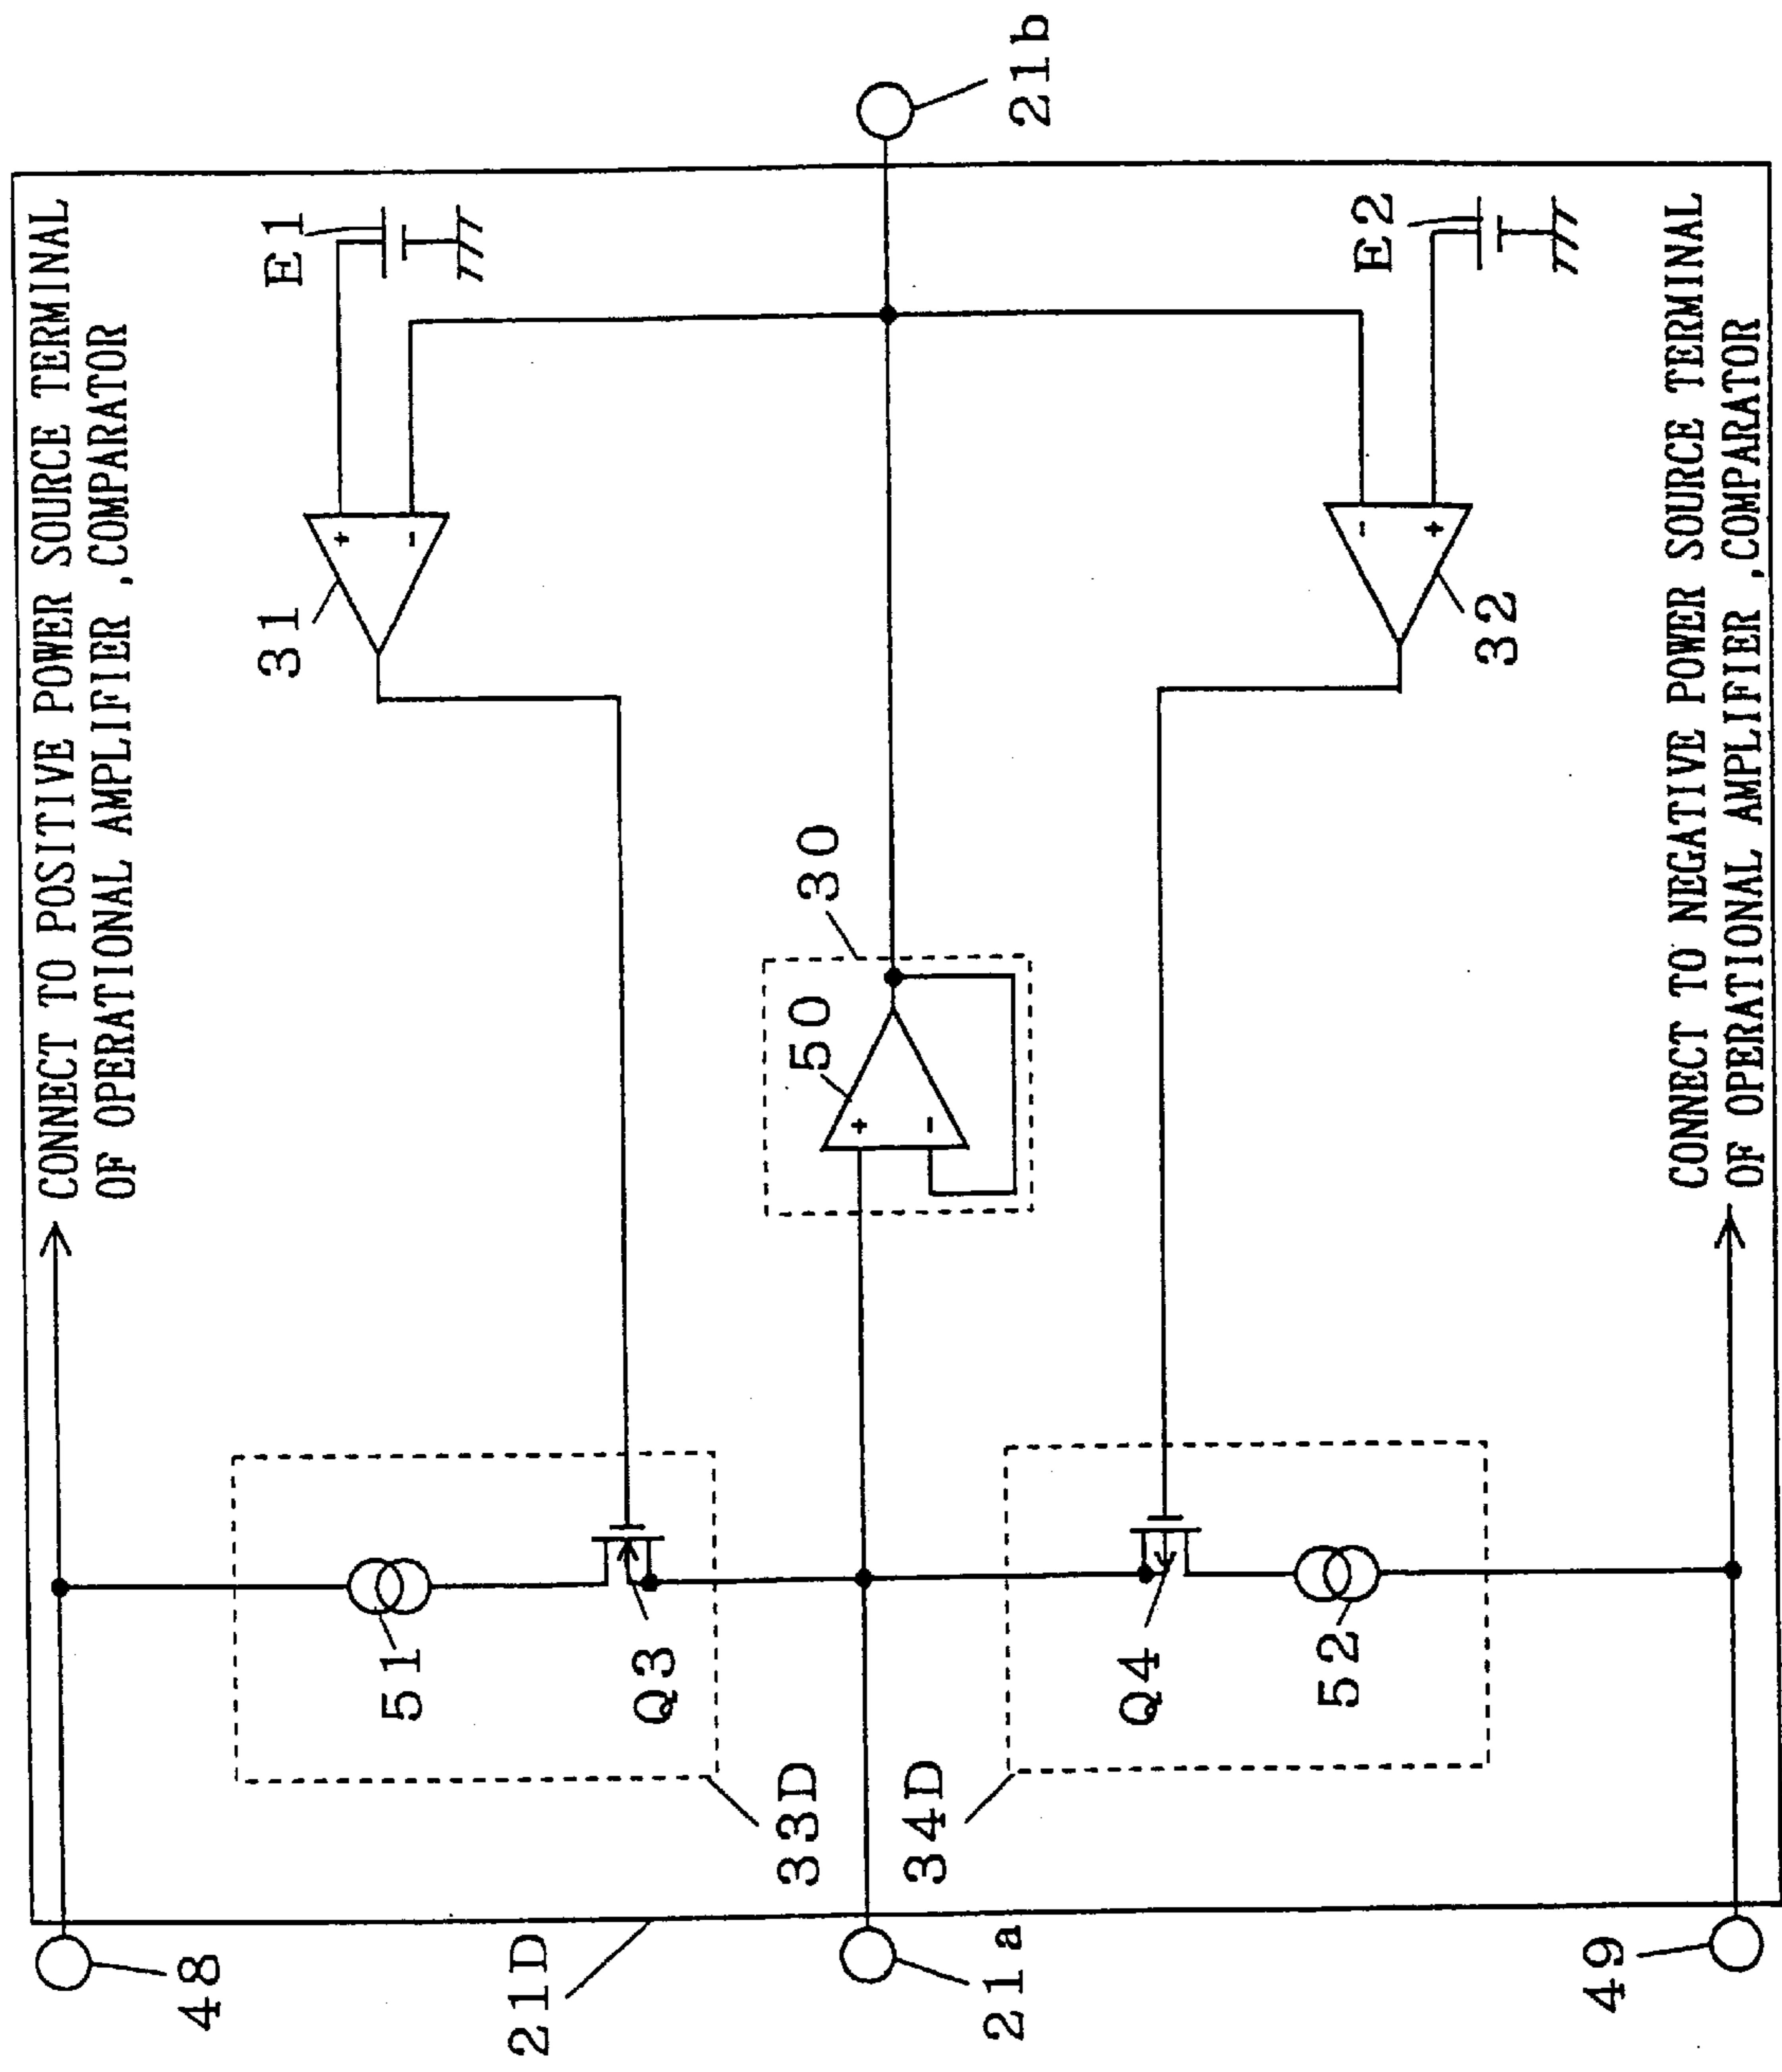 CONNECT TO POSITIVE POWER SOURCE TERMINAL
OF OPERATIONAL AMPLIFIER ,COMPARATOR
48
E1
31
+
-
51
Q3
33D
21D
30
50
+
-
21a
21b
34D
Q4
52
-
+
32
E2
49
CONNECT TO NEGATIVE POWER SOURCE TERMINAL
OF OPERATIONAL AMPLIFIER ,COMPARATOR